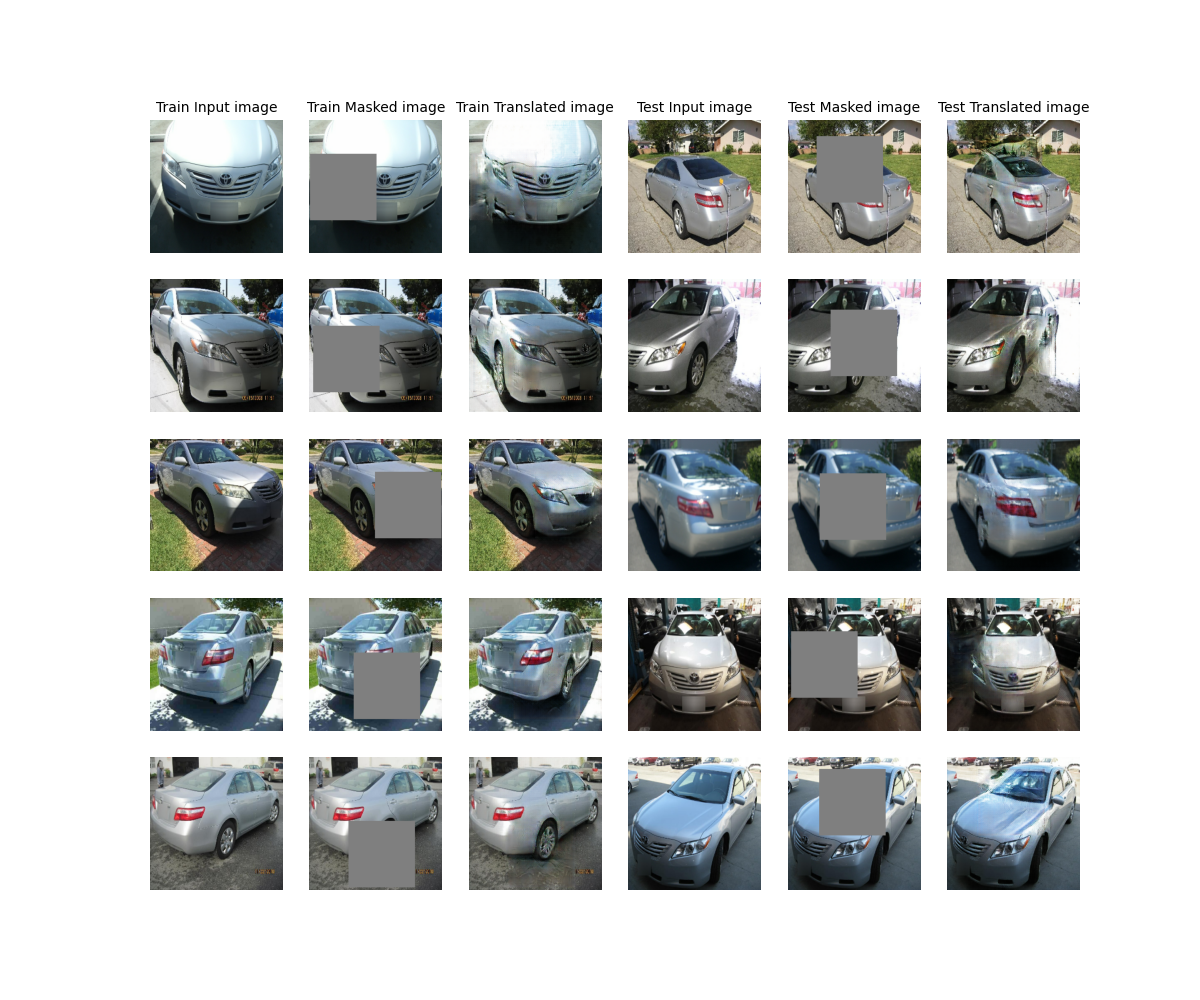 Train Input image
Train Masked image
Train Translated image
Test Input image
Test Masked image
Test Translated image